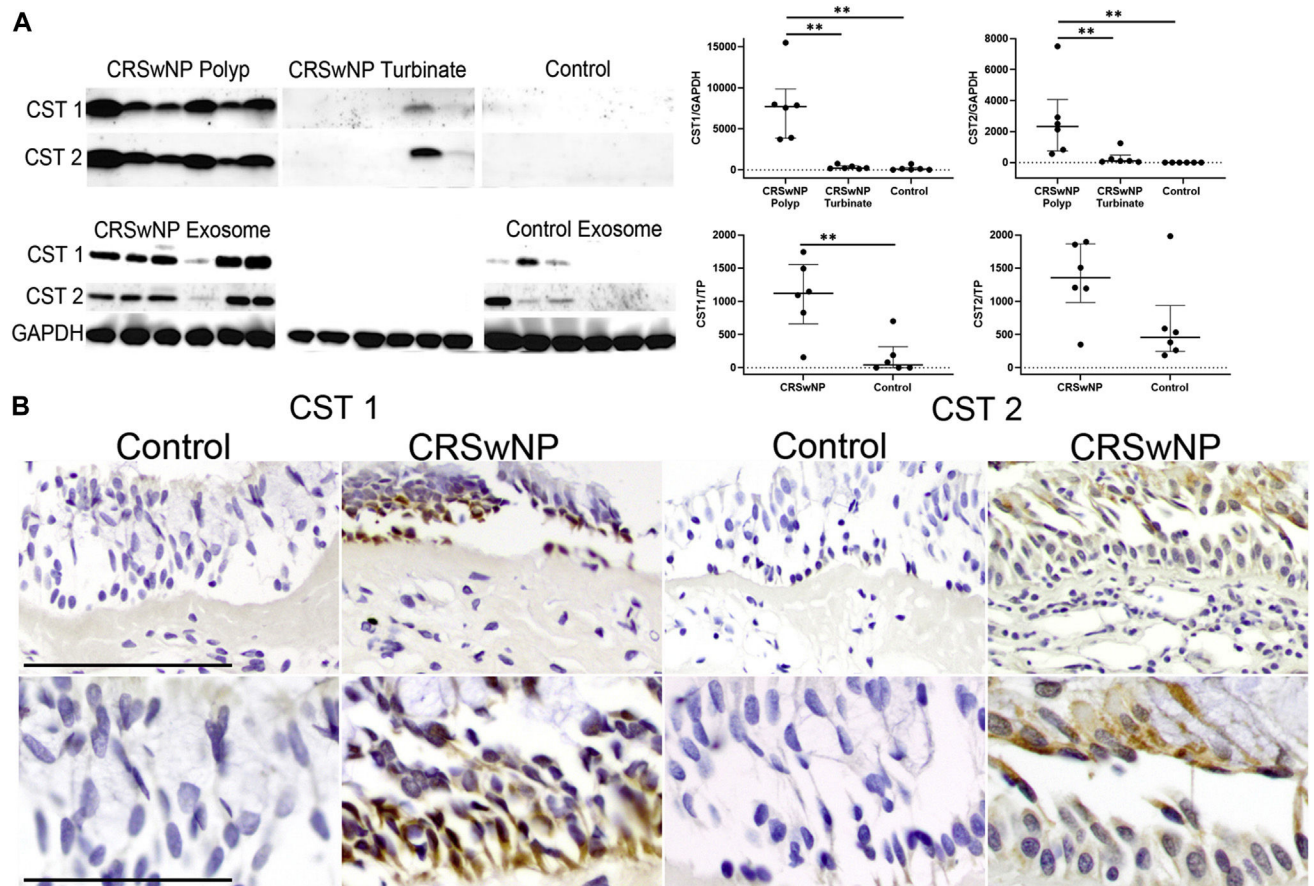 A
CRSwNP Polyp CRSwNP Turbinate Control
CST 1
CST 2
CRSwNP Exosome Control Exosome
CST 1
CST 2
GAPDH
**
**
15000
10000
5000
0
CST1/GAPDH
CRSwNP Polyp
CRSwNP Turbinate
Control
**
**
8000
6000
4000
2000
0
CST2/GAPDH
CRSwNP Polyp
CRSwNP Turbinate
Control
**
2000
1500
1000
500
0
CST1/TP
CRSwNP Control
2000
1500
1000
500
0
CST2/TP
CRSwNP Control
B
CST 1 CST 2
Control CRSwNP Control CRSwNP